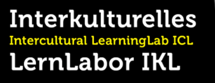 Interkulturelles
Intercultural LearningLab ICL
LernLabor IKL